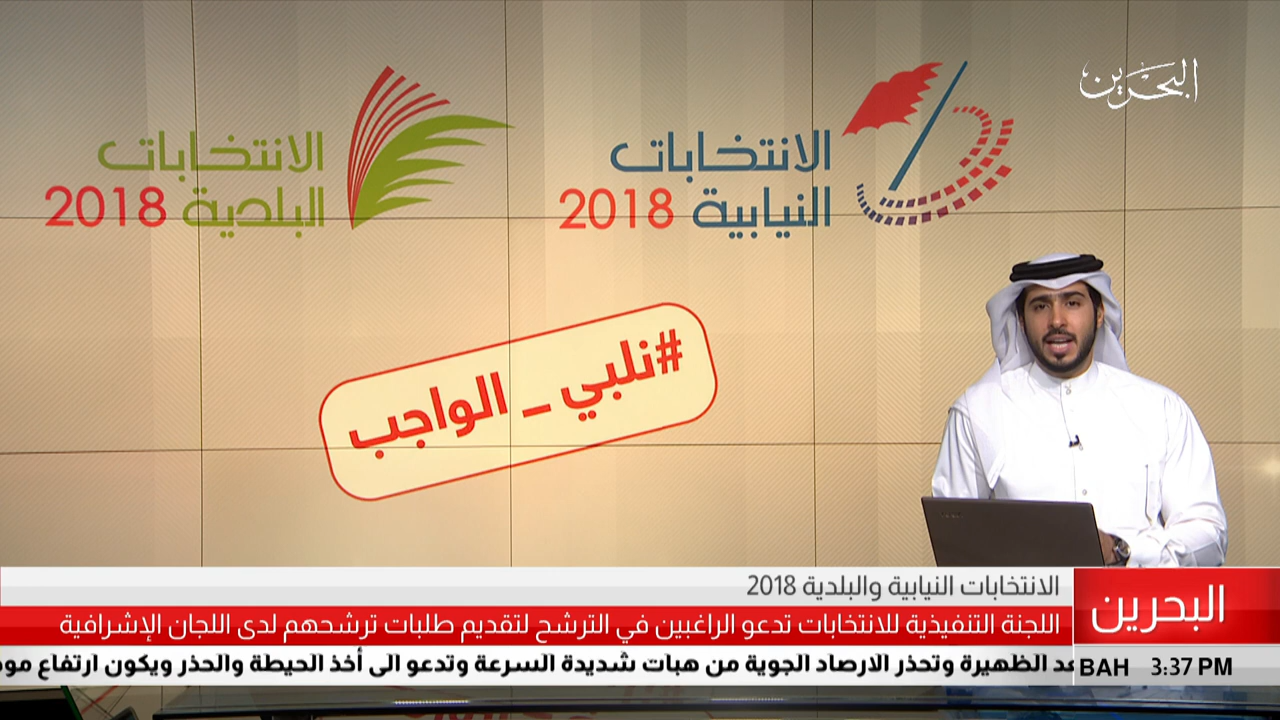 البحرين
الانتخابات
النيابية 2018
الانتخابات
البلدية 2018
#نلبي _ الواجب
الانتخابات النيابية والبلدية 2018
البحرين
اللجنة التنفيذية للانتخابات تدعو الراغبين في الترشح لتقديم طلبات ترشحهم لدى اللجان الإشرافية
الظهيرة وتحذر الارصاد الجوية من هبات شديدة السرعة وتدعو الى أخذ الحيطة والحذر ويكون ارتفاع
BAH 3:37 PM